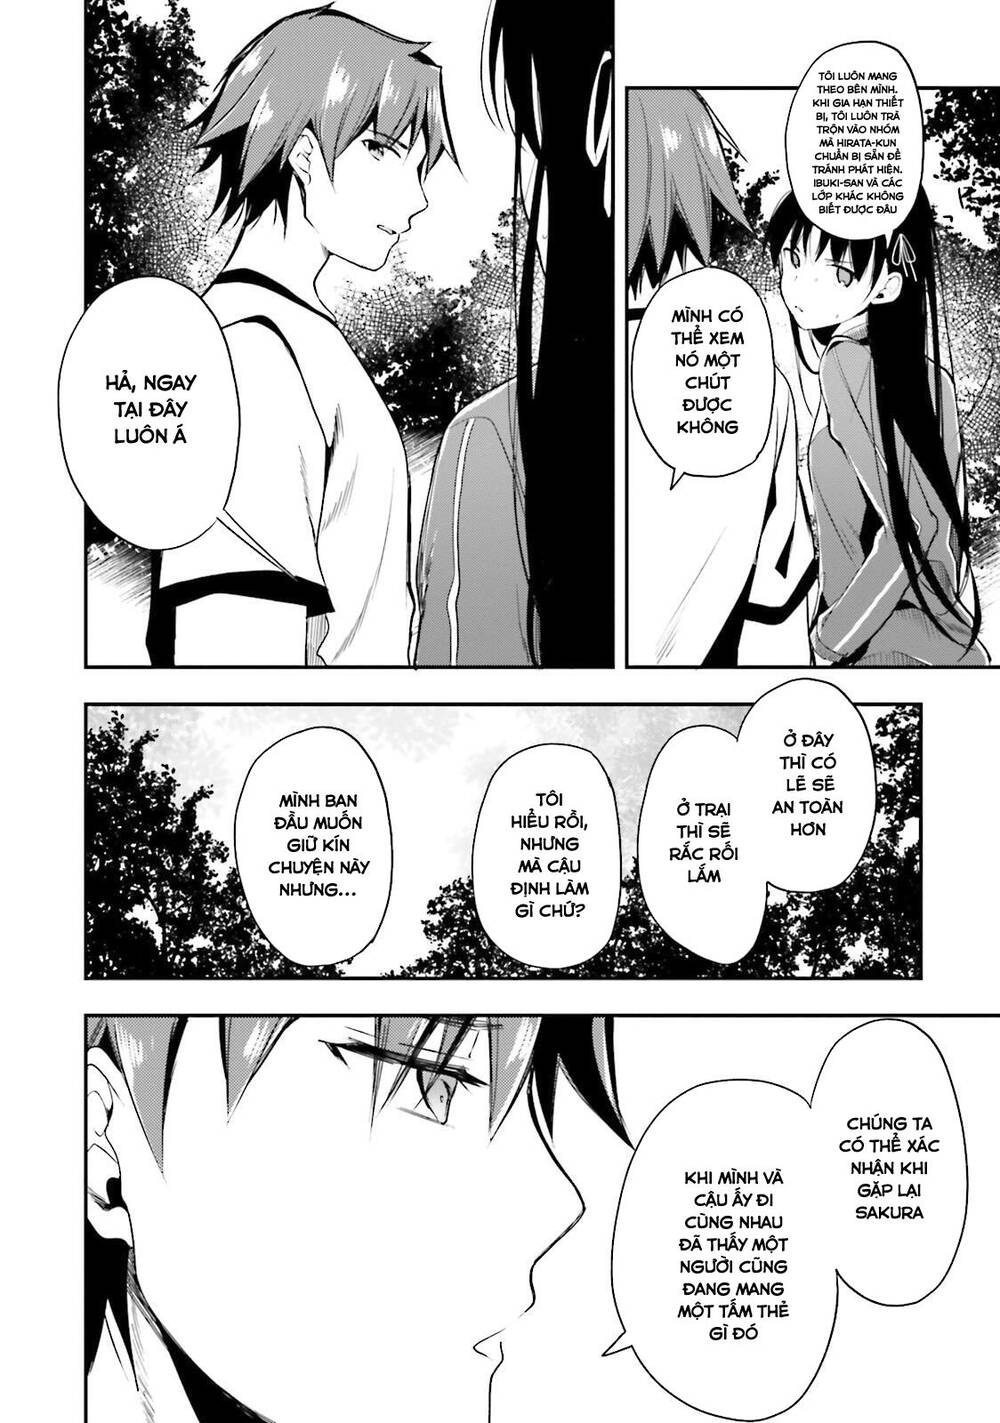 TÔI LUÔN MANG
THEO BÊN MÌNH.
KHI GIA HẠN THIẾT
BỊ, TÔI LUÔN TRÀ
TRỘN VÀO NHÓM
MÀ HIRATA-KUN
CHUẨN BỊ SẴN ĐỂ
TRÁNH PHÁT HIỆN.
IBUKI-SAN VÀ CÁC
LỚP KHÁC KHÔNG
BIẾT ĐƯỢC ĐÂU
MÌNH CÓ
THỂ XEM
NÓ MỘT
CHÚT
ĐƯỢC
KHÔNG
HẢ, NGAY
TẠI ĐÂY
LUÔN Á
Ở ĐÂY
THÌ CÓ
LẼ SẼ
AN TOÀN
HƠN
Ở TRẠI
THÌ SẼ
RẮC RỐI
LẮM
TÔI
HIỂU RỒI,
NHƯNG
MÀ CẬU
ĐỊNH LÀM
GÌ CHỨ?
MÌNH BAN
ĐẦU MUỐN
GIỮ KÍN
CHUYỆN NÀY
NHƯNG...
CHÚNG TA
CÓ THỂ XÁC
NHẬN KHI
GẶP LẠI
SAKURA
KHI MÌNH VÀ
CẬU ẤY ĐI
CÙNG NHAU
ĐÃ THẤY MỘT
NGƯỜI CŨNG
ĐANG MANG
MỘT TẤM THẺ
GÌ ĐÓ